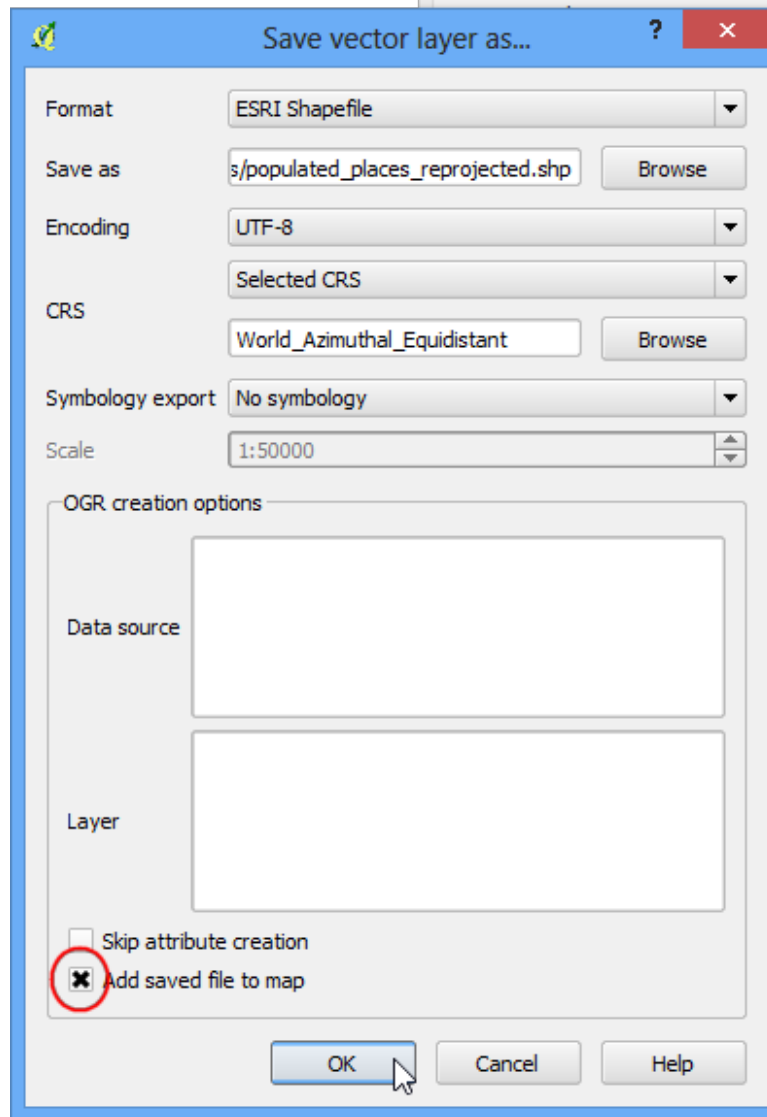 Save vector layer as...
?
Format
ESRI Shapefile
Save as
s/populated_places_reprojected.shp
Browse
Encoding
UTF-8
Selected CRS
CRS
World_Azimuthal_Equidistant
Browse
Symbology export
No symbology
Scale
1:50000
OGR creation options
Data source
Layer
Skip attribute creation
Add saved file to map
OK
Cancel
Help